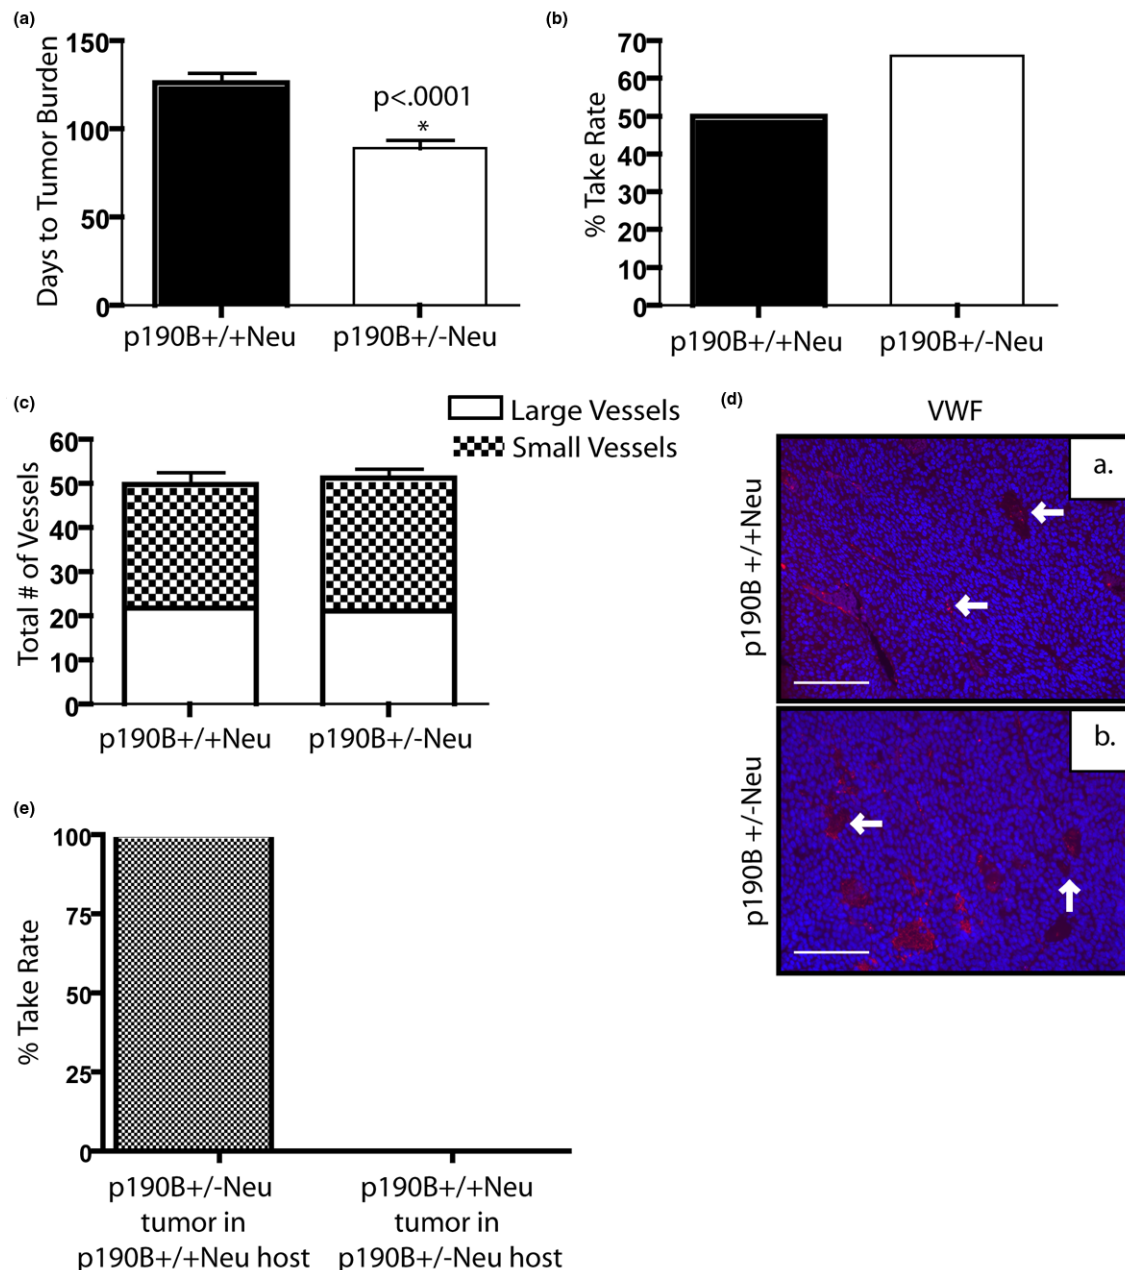 (a)
Days to Tumor Burden
150
100
50
0
p<.0001
*
p190B+/+Neu
p190B+/-Neu
(b)
% Take Rate
70
60
50
40
30
20
10
0
p190B+/+Neu
p190B+/-Neu
(c)
Large Vessels
Small Vessels
Total # of Vessels
60
50
40
30
20
10
0
p190B+/+Neu
p190B+/-Neu
(d)
VWF
p190B +/+Neu
a.
p190B +/-Neu
b.
(e)
% Take Rate
100
75
50
25
0
p190B+/-Neu
tumor in
p190B+/+Neu host
p190B+/+Neu
tumor in
p190B+/-Neu host